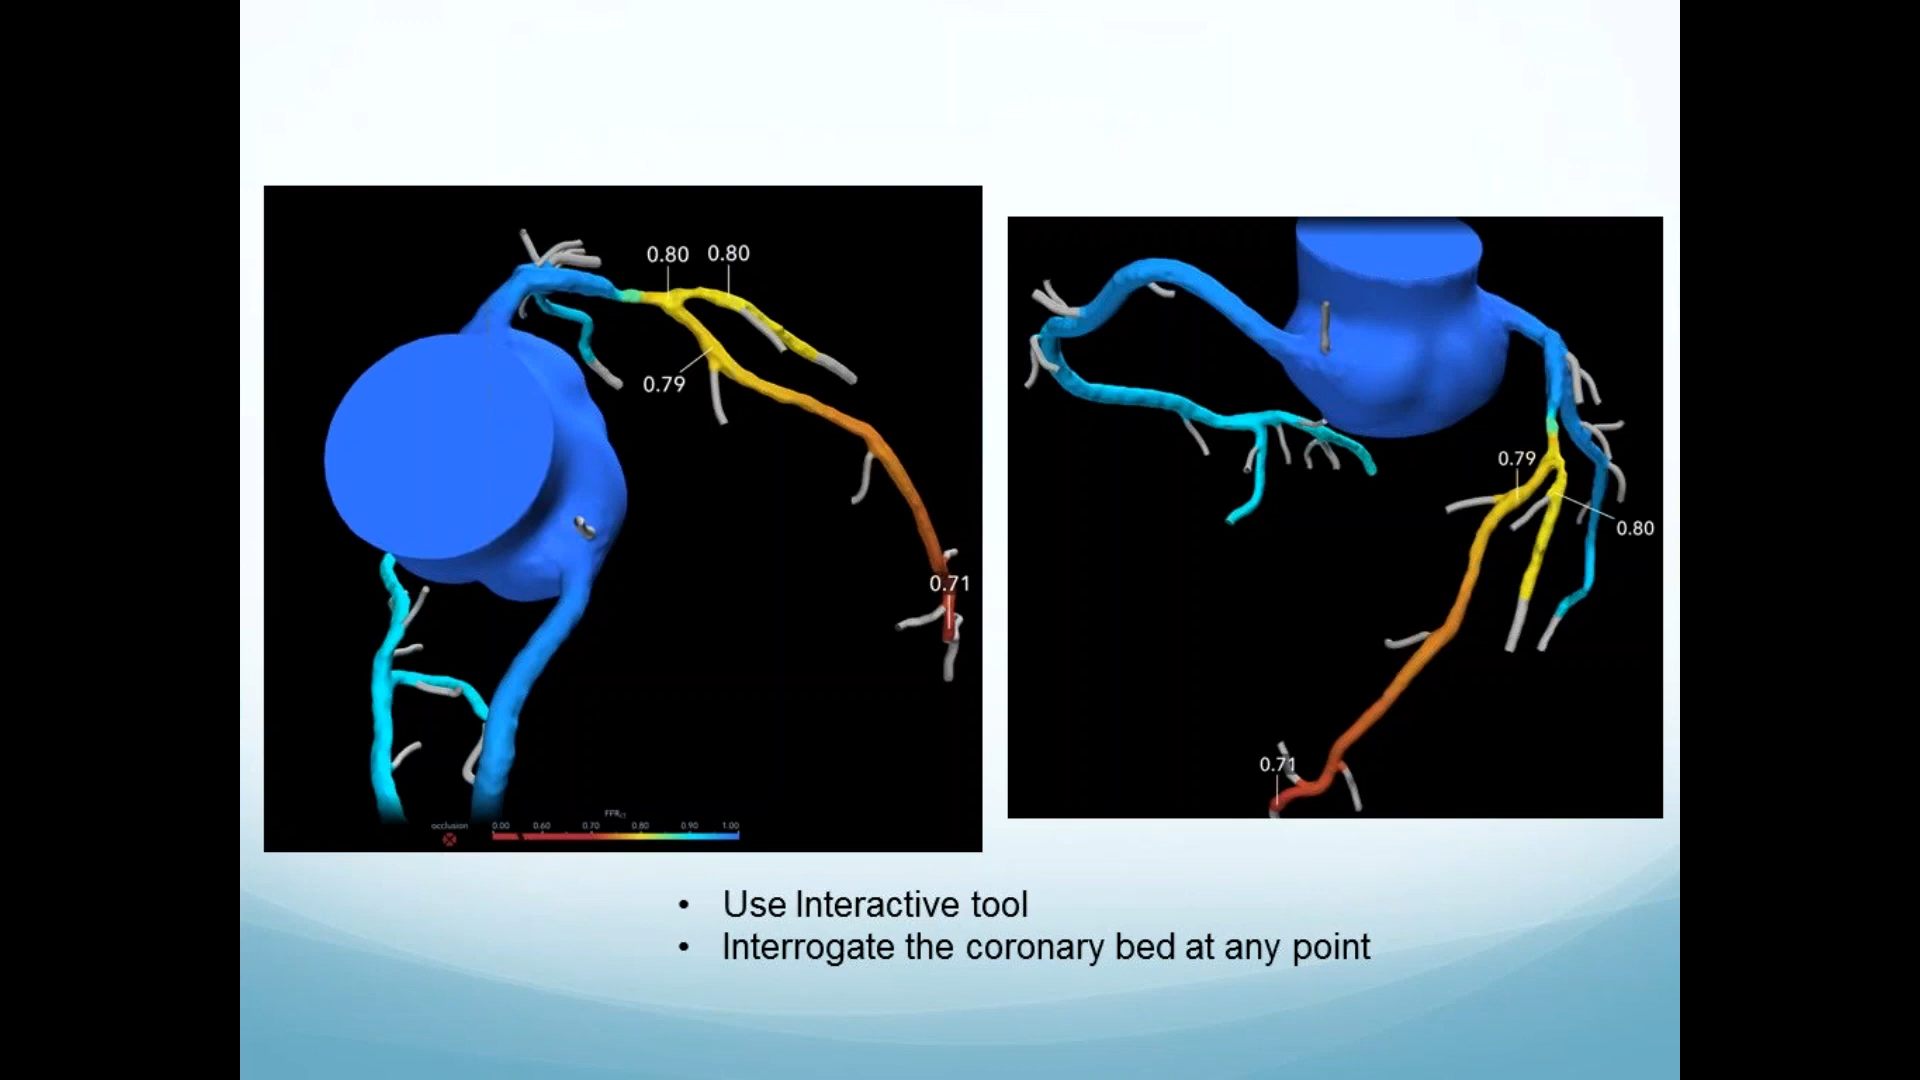 0.80 0.80
0.79
0.71
FFRCT
occlusion 0.00 0.60 0.70 0.80 0.90 1.00
0.79
0.80
0.71
• Use Interactive tool
• Interrogate the coronary bed at any point